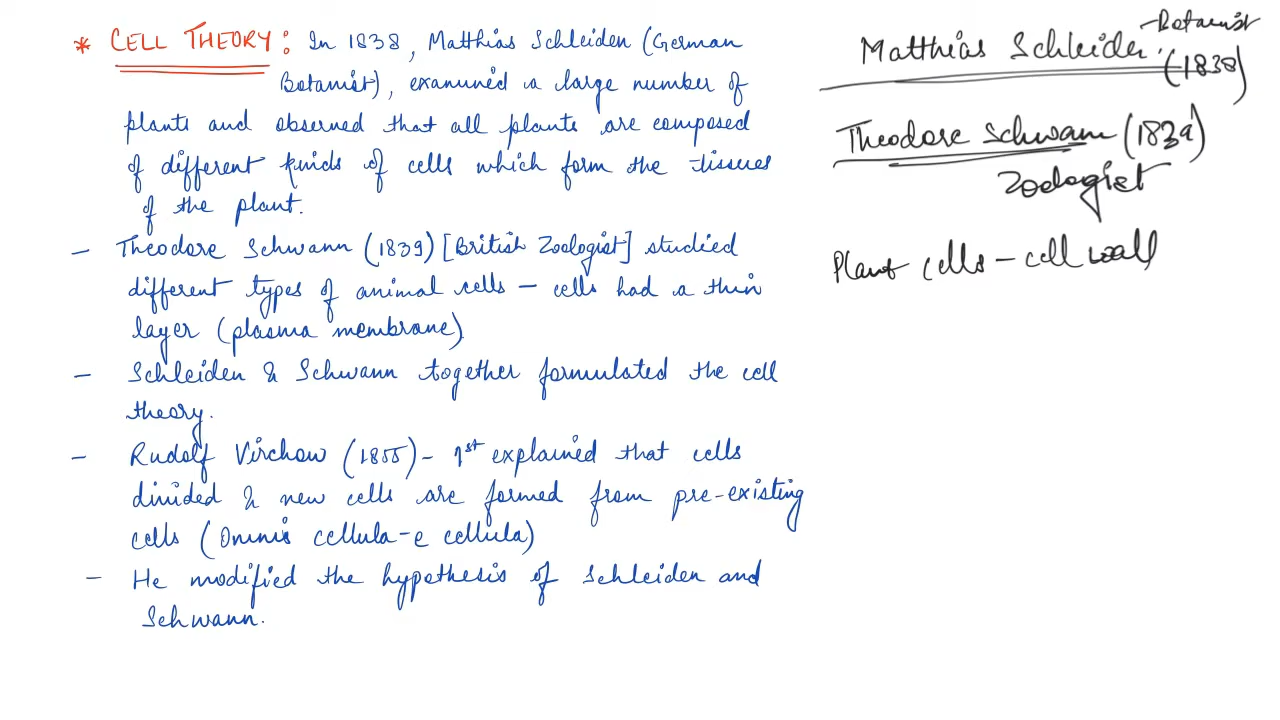 * CELL THEORY: In 1838, Matthias Schleiden (German
Botanist), examined a large number of
plants and observed that all plants are composed
of different kinds of cells which form the tissues
of the plant.
- Theodore Schwann (1839) [British Zoologist] studied
different types of animal cells - cells had a thin
layer (plasma membrane)
- Schleiden & Schwann together formulated the cell
theory.
- Rudolf Virchow (1855) - 1st explained that cells
divided & new cells are formed from pre-existing
cells (Omnis cellula-e cellula)
- He modified the hypothesis of Schleiden and
Schwann.
Matthias Schleiden - Botanist
(1838)
Theodore Schwann (1839)
Zoologist
Plant cells - cell wall